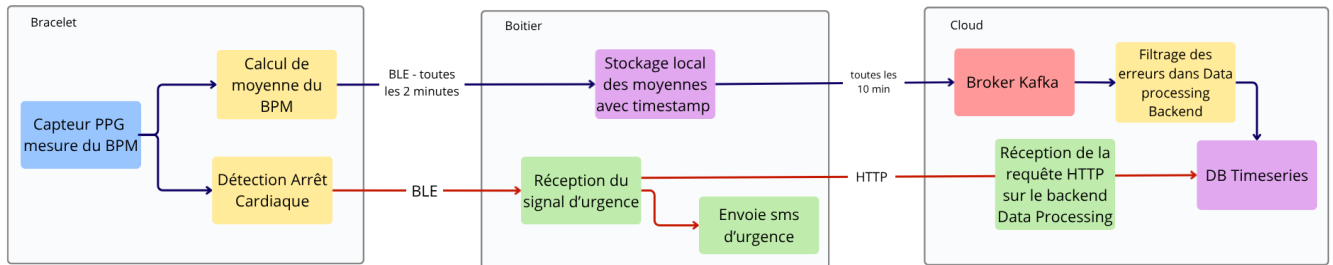 Bracelet
Capteur PPG
mesure du BPM
Calcul de
moyenne du
BPM
Détection Arrêt
Cardiaque
BLE - toutes
les 2 minutes
BLE
Boitier
Stockage local
des moyennes
avec timestamp
Réception du
signal d’urgence
Envoie sms
d’urgence
toutes les
10 min
HTTP
Cloud
Broker Kafka
Filtrage des
erreurs dans Data
processing
Backend
Réception de la
requête HTTP
sur le backend
Data Processing
DB Timeseries